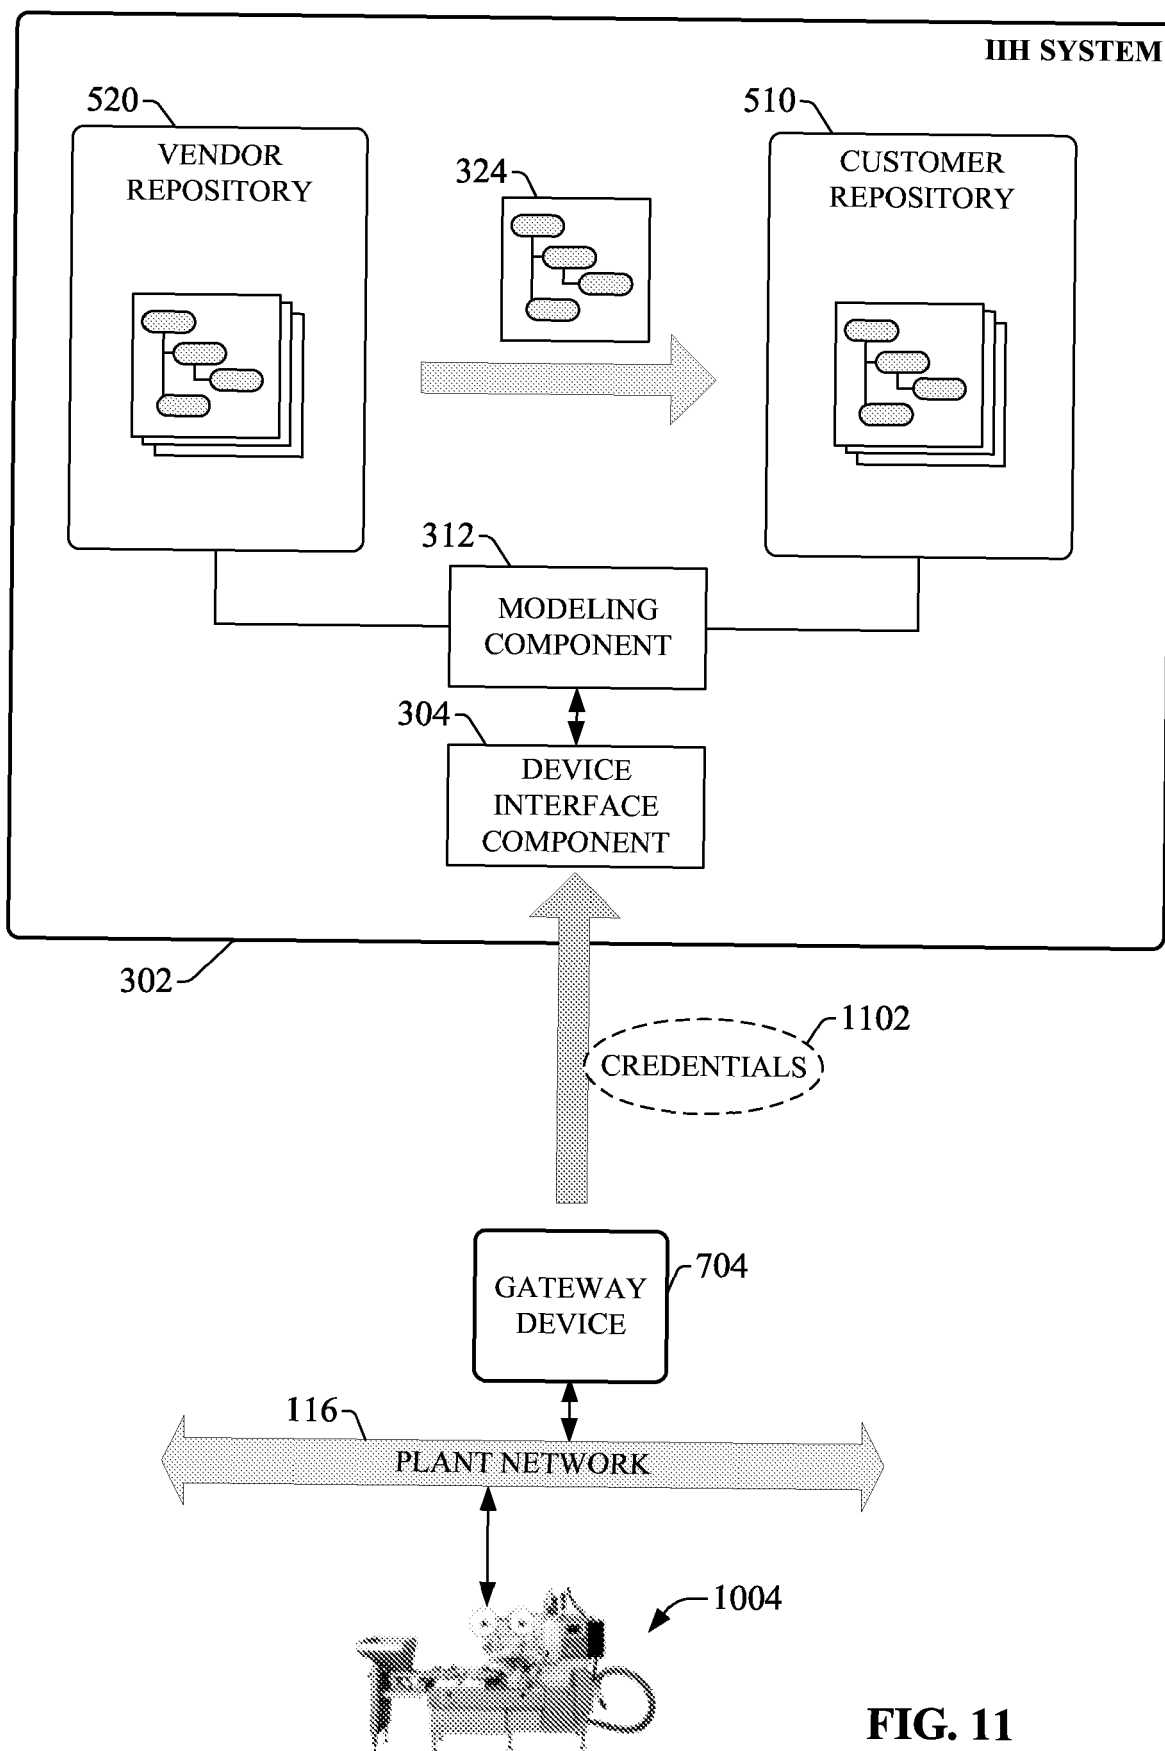 IIH SYSTEM
520
VENDOR
REPOSITORY
324
510
CUSTOMER
REPOSITORY
312
MODELING
COMPONENT
304
DEVICE
INTERFACE
COMPONENT
302
1102
CREDENTIALS
704
GATEWAY
DEVICE
116
PLANT NETWORK
1004
FIG. 11